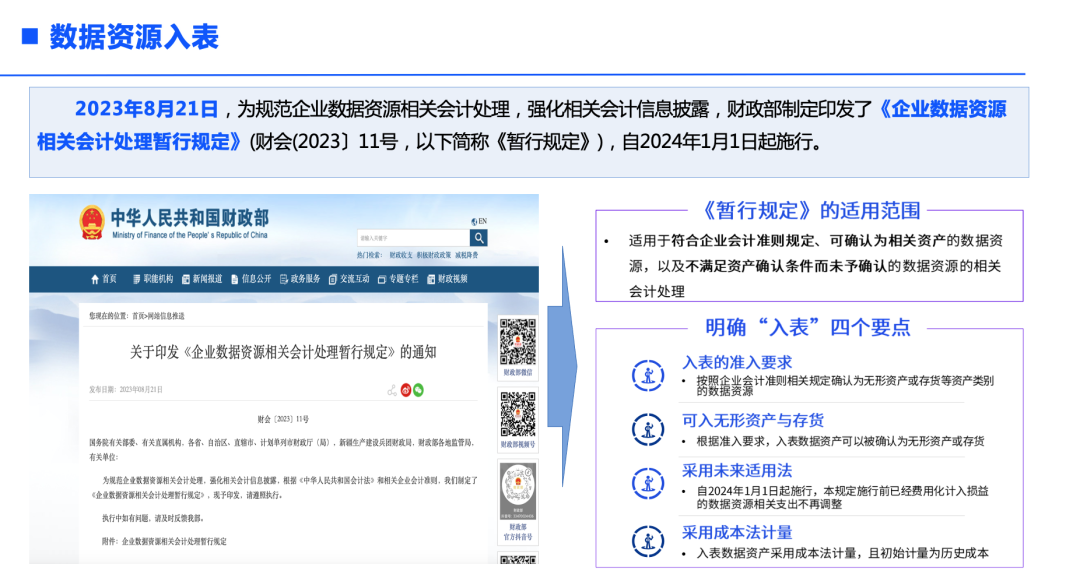 数据资源入表
2023年8月21日，为规范企业数据资源相关会计处理，强化相关会计信息披露，财政部制定印发了《企业数据资源
相关会计处理暂行规定》(财会(2023〕11号，以下简称《暂行规定》)，自2024年1月1日起施行。
中华人民共和国财政部
Ministry of Finance of the People's Republic of China
EN
请输入关键字
热门检索： 财政收支 积极财政政策 减税降费
首页 职能机构 新闻报道 信息公开 政务服务 交流互动 专题专栏 财政视频
您现在的位置：首页>网站信息推送
关于印发《企业数据资源相关会计处理暂行规定》的通知
发布日期：2023年08月21日
财会〔2023〕11号
国务院有关部委、有关直属机构，各省、自治区、直辖市、计划单列市财政厅（局），新疆生产建设兵团财政局，财政部各地监管局，
有关单位：
为规范企业数据资源相关会计处理，强化相关会计信息披露，根据《中华人民共和国会计法》和相关企业会计准则，我们制定了
《企业数据资源相关会计处理暂行规定》，现予印发，请遵照执行。
执行中如有问题，请及时反馈我部。
附件：企业数据资源相关会计处理暂行规定
财政部微信
财政部视频号
财政部
官方抖音号
《暂行规定》的适用范围
• 适用于符合企业会计准则规定、可确认为相关资产的数据资
源，以及不满足资产确认条件而未予确认的数据资源的相关
会计处理
明确“入表”四个要点
入表的准入要求
• 按照企业会计准则相关规定确认为无形资产或存货等资产类别
的数据资源
可入无形资产与存货
• 根据准入要求，入表数据资产可以被确认为无形资产或存货
采用未来适用法
• 自2024年1月1日起施行，本规定施行前已经费用化计入损益
的数据资源相关支出不再调整
采用成本法计量
• 入表数据资产采用成本法计量，且初始计量为历史成本